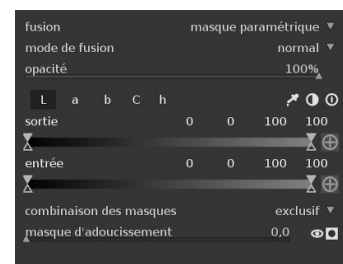 fusion masque paramétrique
mode de fusion normal
opacité 100%
L a b C h
sortie 0 0 100 100
entrée 0 0 100 100
combinaison des masques exclusif
masque d'adoucissement 0,0